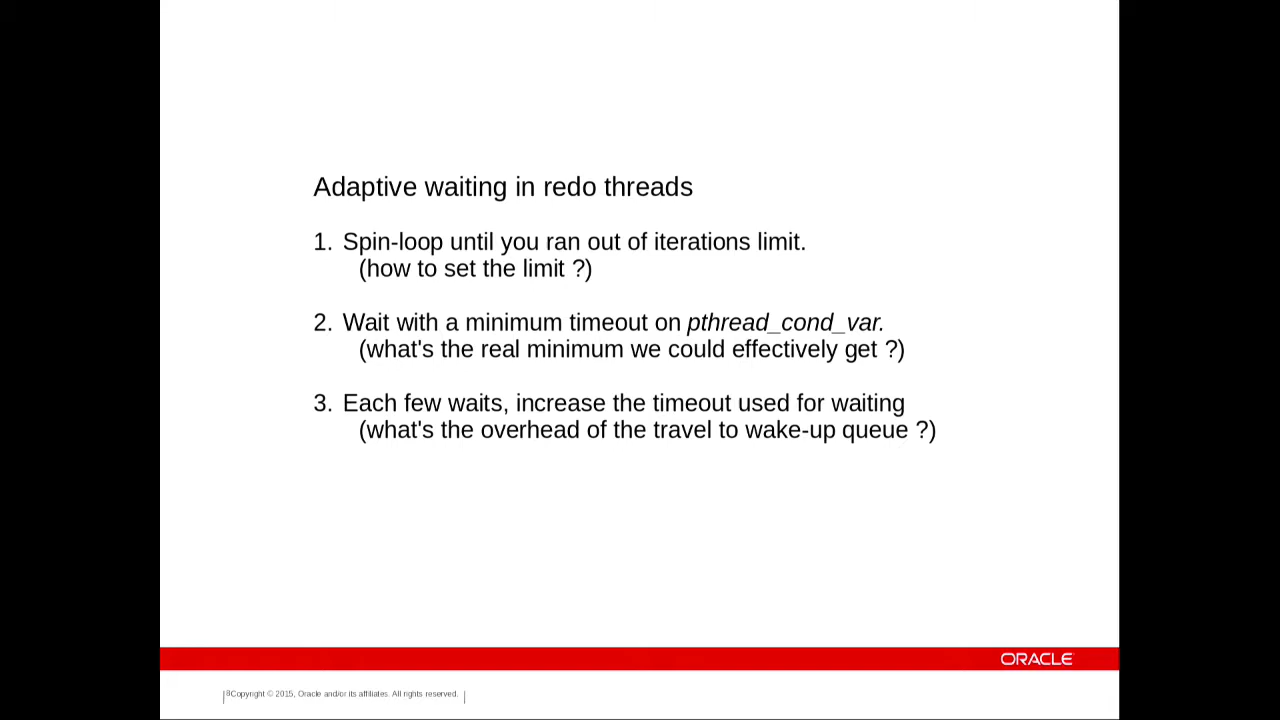 Adaptive waiting in redo threads
1. Spin-loop until you ran out of iterations limit.
(how to set the limit ?)
2. Wait with a minimum timeout on pthread_cond_var.
(what's the real minimum we could effectively get ?)
3. Each few waits, increase the timeout used for waiting
(what's the overhead of the travel to wake-up queue ?)
ORACLE
8Copyright © 2015, Oracle and/or its affiliates. All rights reserved.